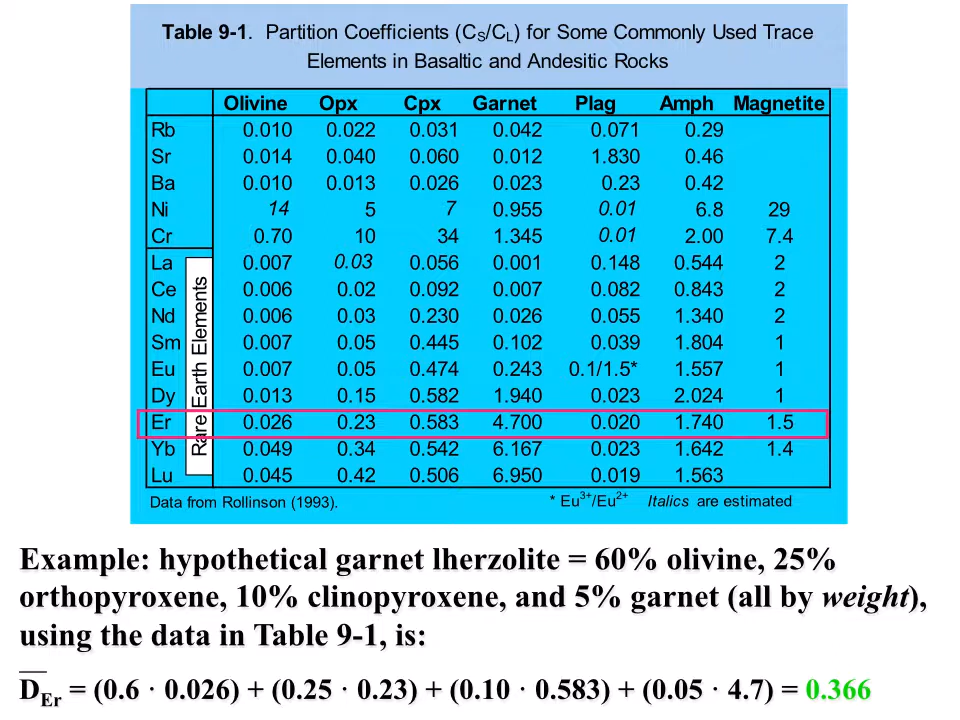 Table 9-1. Partition Coefficients (CS/CL) for Some Commonly Used Trace
Elements in Basaltic and Andesitic Rocks
Olivine Opx Cpx Garnet Plag Amph Magnetite
Rb 0.010 0.022 0.031 0.042 0.071 0.29
Sr 0.014 0.040 0.060 0.012 1.830 0.46
Ba 0.010 0.013 0.026 0.023 0.23 0.42
Ni 14 5 7 0.955 0.01 6.8 29
Cr 0.70 10 34 1.345 0.01 2.00 7.4
Rare Earth Elements
La 0.007 0.03 0.056 0.001 0.148 0.544 2
Ce 0.006 0.02 0.092 0.007 0.082 0.843 2
Nd 0.006 0.03 0.230 0.026 0.055 1.340 2
Sm 0.007 0.05 0.445 0.102 0.039 1.804 1
Eu 0.007 0.05 0.474 0.243 0.1/1.5* 1.557 1
Dy 0.013 0.15 0.582 1.940 0.023 2.024 1
Er 0.026 0.23 0.583 4.700 0.020 1.740 1.5
Yb 0.049 0.34 0.542 6.167 0.023 1.642 1.4
Lu 0.045 0.42 0.506 6.950 0.019 1.563
Data from Rollinson (1993). * Eu3+/Eu2+ Italics are estimated
Example: hypothetical garnet lherzolite = 60% olivine, 25%
orthopyroxene, 10% clinopyroxene, and 5% garnet (all by weight),
using the data in Table 9-1, is:
DEr = (0.6 · 0.026) + (0.25 · 0.23) + (0.10 · 0.583) + (0.05 · 4.7) = 0.366